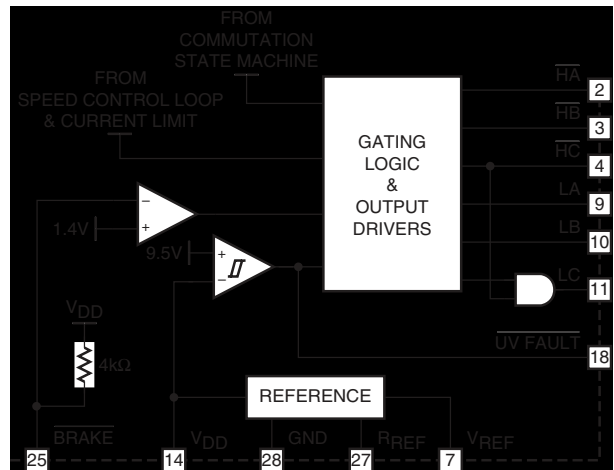 FROM
COMMUTATION
STATE MACHINE
FROM
SPEED CONTROL LOOP
& CURRENT LIMIT
GATING
LOGIC
&
OUTPUT
DRIVERS
HA
2
HB
3
HC
4
LA
9
LB
10
LC
11
UV FAULT
18
−
+
1.4V
9.5V
+
−
VDD
4kΩ
REFERENCE
BRAKE
25
VDD
14
GND
28
RREF
27
VREF
7